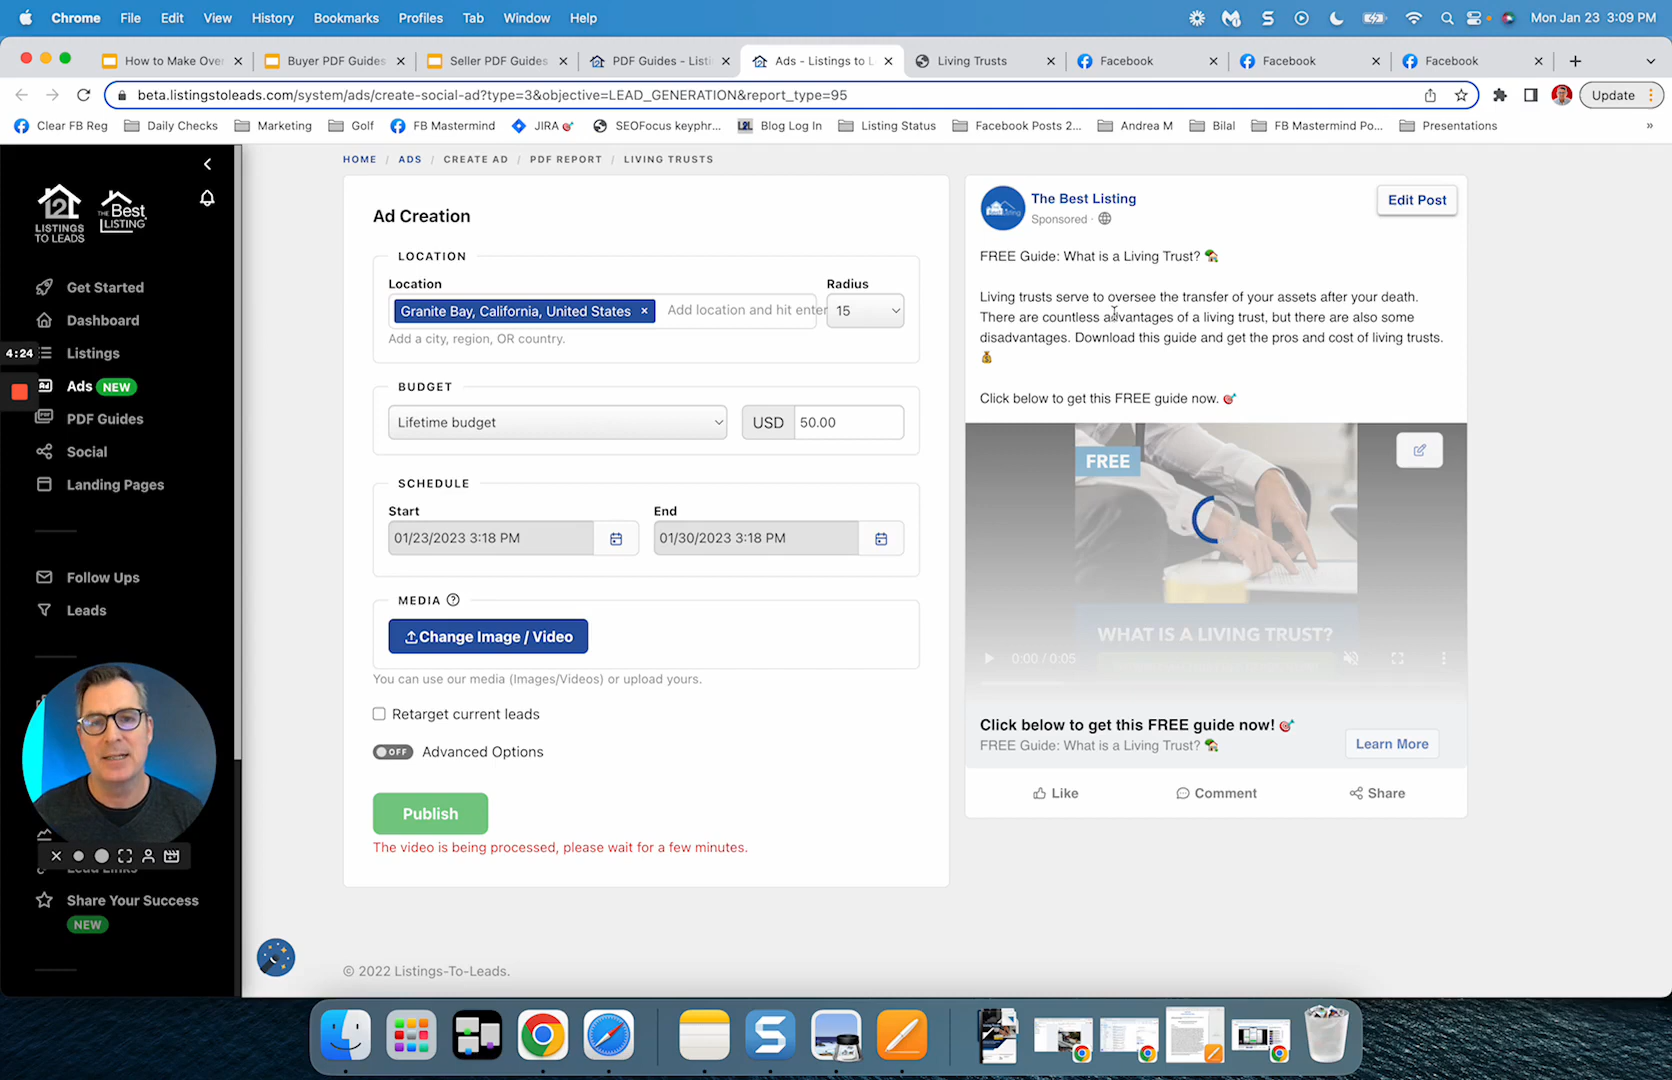 Chrome File Edit View History Bookmarks Profiles Tab Window Help
Mon Jan 23 3:09 PM
How to Make Ove
Buyer PDF Guides
Seller PDF Guides
PDF Guides - Listi
Ads - Listings to L
Living Trusts
Facebook
Facebook
Facebook
beta.listingstoleads.com/system/ads/create-social-ad?type=3&objective=LEAD_GENERATION&report_type=95
Update
Clear FB Reg
Daily Checks
Marketing
Golf
FB Mastermind
JIRA
SEOFocus keyphr...
Blog Log In
Listing Status
Facebook Posts 2...
Andrea M
Bilal
FB Mastermind Po...
Presentations
»
LISTINGS
TO LEADS
THE Best
LISTING
Get Started
Dashboard
4:24
Listings
Ads NEW
PDF Guides
Social
Landing Pages
Follow Ups
Leads
Share Your Success
NEW
HOME / ADS / CREATE AD / PDF REPORT / LIVING TRUSTS
Ad Creation
LOCATION
Location
Radius
Granite Bay, California, United States ×
Add location and hit enter
15
Add a city, region, OR country.
BUDGET
Lifetime budget
USD 50.00
SCHEDULE
Start
End
01/23/2023 3:18 PM
01/30/2023 3:18 PM
MEDIA
Change Image / Video
You can use our media (Images/Videos) or upload yours.
Retarget current leads
OFF Advanced Options
Publish
The video is being processed, please wait for a few minutes.
© 2022 Listings-To-Leads.
The Best Listing
Sponsored ·
Edit Post
FREE Guide: What is a Living Trust? 🏡
Living trusts serve to oversee the transfer of your assets after your death.
There are countless advantages of a living trust, but there are also some
disadvantages. Download this guide and get the pros and cost of living trusts.
💰
Click below to get this FREE guide now. 🎯
FREE
WHAT IS A LIVING TRUST?
0:00 / 0:05
Click below to get this FREE guide now! 🎯
FREE Guide: What is a Living Trust? 🏡
Learn More
Like
Comment
Share